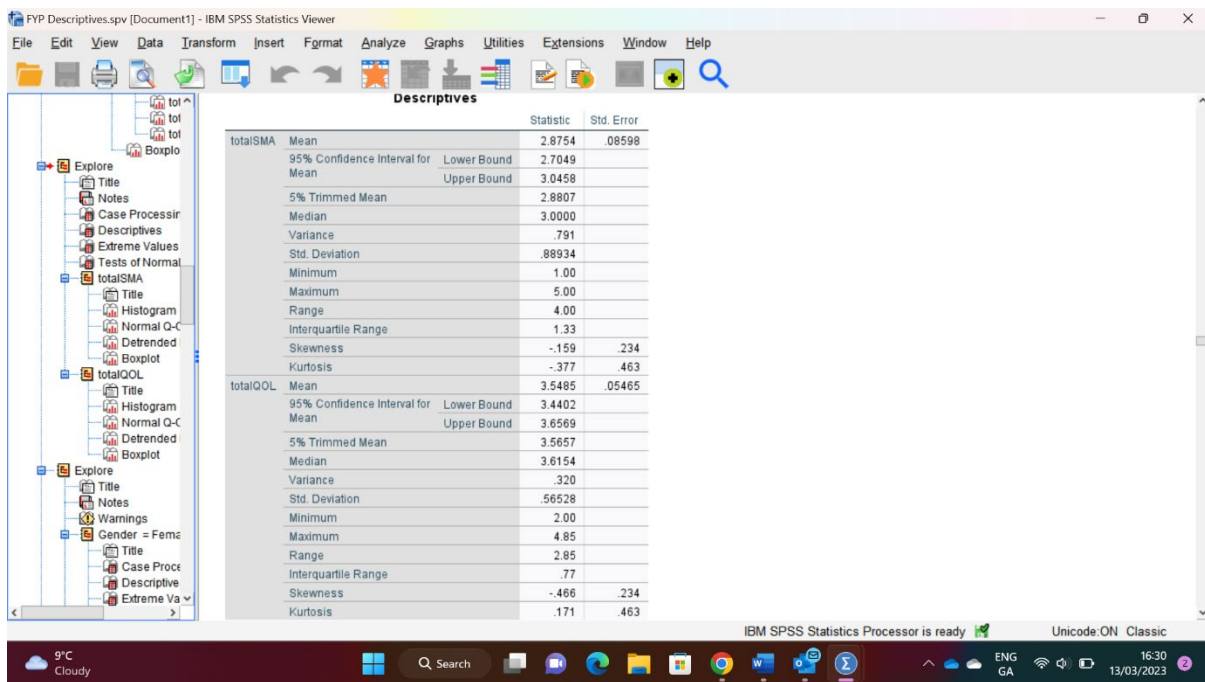 FYP Descriptives.spv [Document1] - IBM SPSS Statistics Viewer
File Edit View Data Transform Insert Format Analyze Graphs Utilities Extensions Window Help
tot
tot
tot
Boxplo
Explore
Title
Notes
Case Processin
Descriptives
Extreme Values
Tests of Normal
totalSMA
Title
Histogram
Normal Q-Q
Detrended
Boxplot
totalQOL
Title
Histogram
Normal Q-Q
Detrended
Boxplot
Explore
Title
Notes
Warnings
Gender = Fema
Title
Case Proce
Descriptive
Extreme Va
Descriptives
Statistic Std. Error
totalSMA Mean 2.8754 .08598
95% Confidence Interval for Lower Bound 2.7049
Mean Upper Bound 3.0458
5% Trimmed Mean 2.8807
Median 3.0000
Variance .791
Std. Deviation .88934
Minimum 1.00
Maximum 5.00
Range 4.00
Interquartile Range 1.33
Skewness -.159 .234
Kurtosis -.377 .463
totalQOL Mean 3.5485 .05465
95% Confidence Interval for Lower Bound 3.4402
Mean Upper Bound 3.6569
5% Trimmed Mean 3.5657
Median 3.6154
Variance .320
Std. Deviation .56528
Minimum 2.00
Maximum 4.85
Range 2.85
Interquartile Range .77
Skewness -.466 .234
Kurtosis .171 .463
IBM SPSS Statistics Processor is ready Unicode:ON Classic
9°C
Cloudy
Search
ENG
GA
16:30
13/03/2023
2